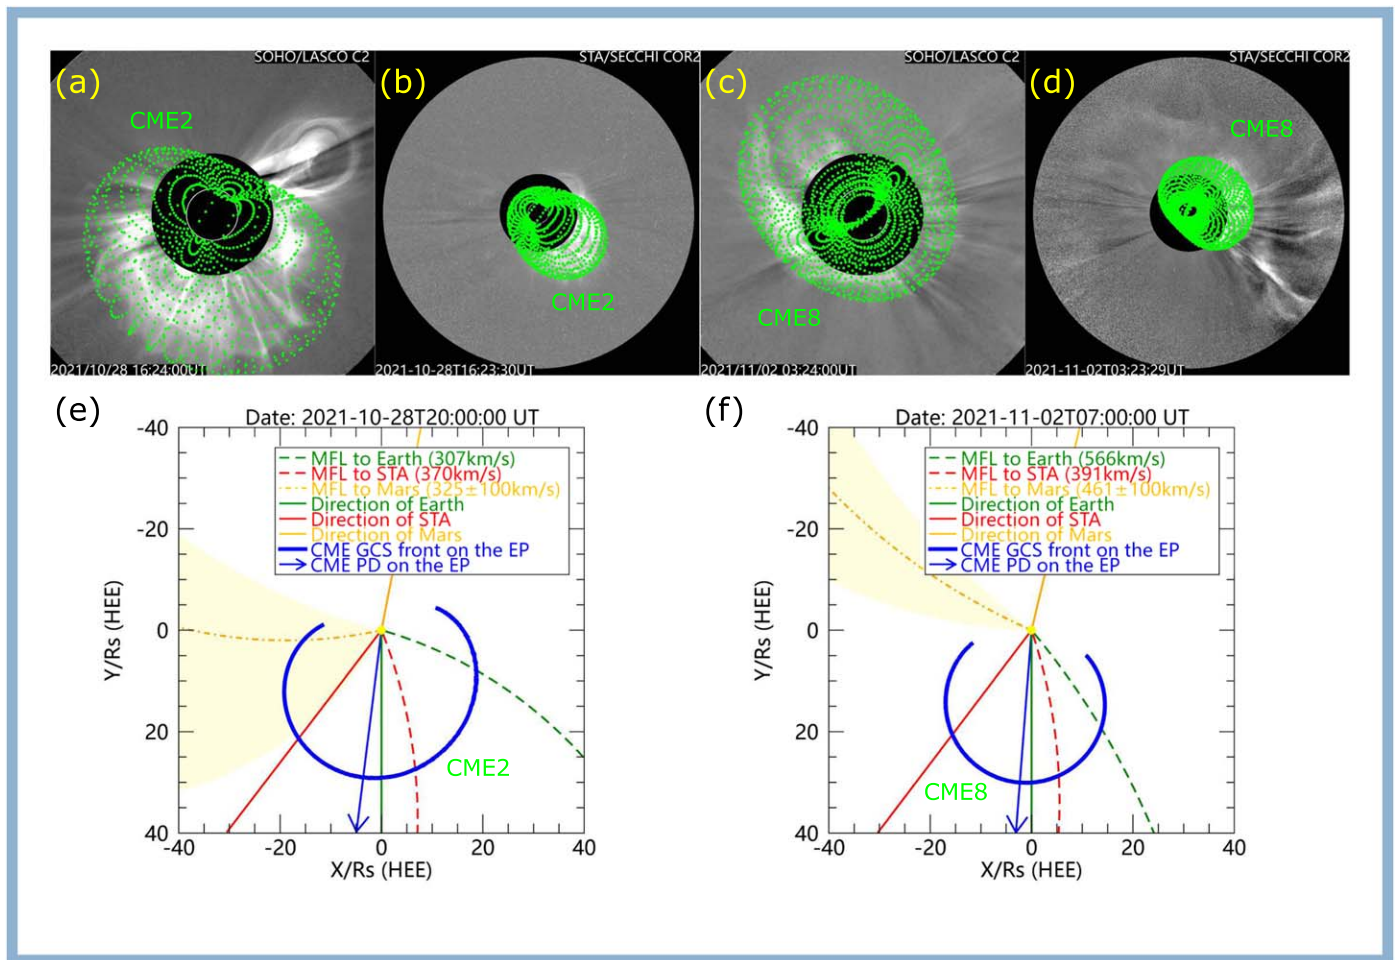 SOHO/LASCO C2
STA/SECCHI COR2
SOHO/LASCO C2
STA/SECCHI COR2
(a)
(b)
(c)
(d)
CME2
CME8
CME2
CME8
2021/10/28 16:24:00UT
2021-10-28T16:23:30UT
2021/11/02 03:24:00UT
2021-11-02T03:23:29UT
(e)
Date: 2021-10-28T20:00:00 UT
-40
-20
0
20
40
Y/Rs (HEE)
MFL to Earth (307km/s)
MFL to STA (370km/s)
MFL to Mars (325±100km/s)
Direction of Earth
Direction of STA
Direction of Mars
CME GCS front on the EP
CME PD on the EP
CME2
-40
-20
0
20
40
X/Rs (HEE)
(f)
Date: 2021-11-02T07:00:00 UT
-40
-20
0
20
40
Y/Rs (HEE)
MFL to Earth (566km/s)
MFL to STA (391km/s)
MFL to Mars (461±100km/s)
Direction of Earth
Direction of STA
Direction of Mars
CME GCS front on the EP
CME PD on the EP
CME8
-40
-20
0
20
40
X/Rs (HEE)